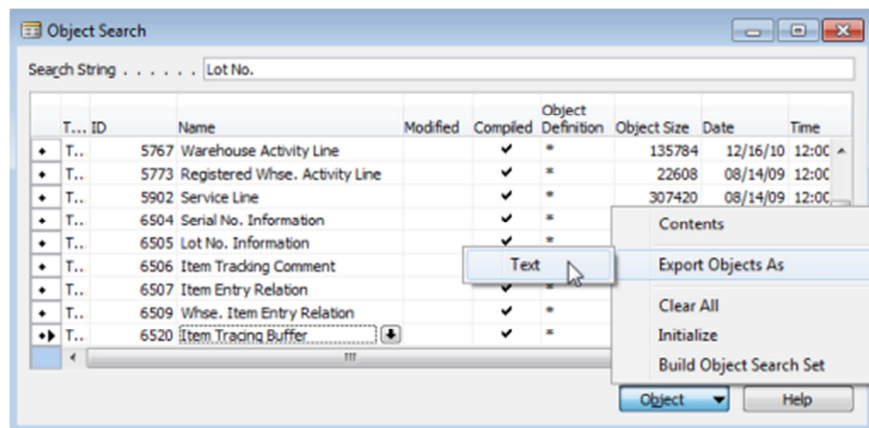 Object Search
Search String . . . . . . Lot No.
T... ID Name Modified Compiled Object Definition Object Size Date Time
T... 5767 Warehouse Activity Line 135784 12/16/10 12:00
T... 5773 Registered Whse. Activity Line 22608 08/14/09 12:00
T... 5902 Service Line 307420 08/14/09 12:00
T... 6504 Serial No. Information
T... 6505 Lot No. Information
T... 6506 Item Tracking Comment
T... 6507 Item Entry Relation
T... 6509 Whse. Item Entry Relation
T... 6520 Item Tracing Buffer
Contents
Text
Export Objects As
Clear All
Initialize
Build Object Search Set
Object
Help